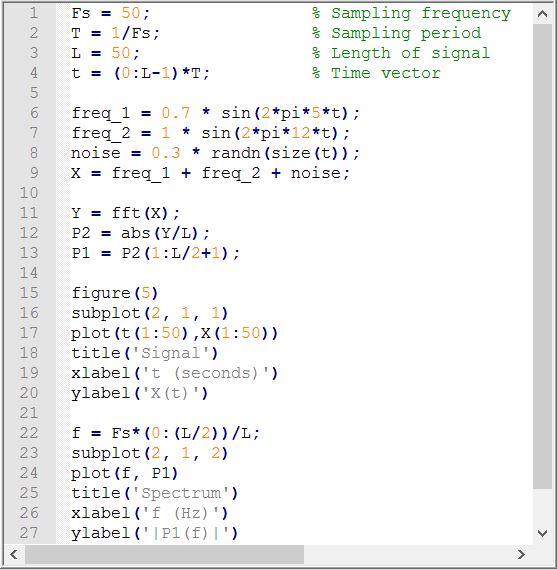 1 Fs = 50; % Sampling frequency
2 T = 1/Fs; % Sampling period
3 L = 50; % Length of signal
4 t = (0:L-1)*T; % Time vector
5
6 freq_1 = 0.7 * sin(2*pi*5*t);
7 freq_2 = 1 * sin(2*pi*12*t);
8 noise = 0.3 * randn(size(t));
9 X = freq_1 + freq_2 + noise;
10
11 Y = fft(X);
12 P2 = abs(Y/L);
13 P1 = P2(1:L/2+1);
14
15 figure(5)
16 subplot(2, 1, 1)
17 plot(t(1:50),X(1:50))
18 title('Signal')
19 xlabel('t (seconds)')
20 ylabel('X(t)')
21
22 f = Fs*(0:(L/2))/L;
23 subplot(2, 1, 2)
24 plot(f, P1)
25 title('Spectrum')
26 xlabel('f (Hz)')
27 ylabel('|P1(f)|')